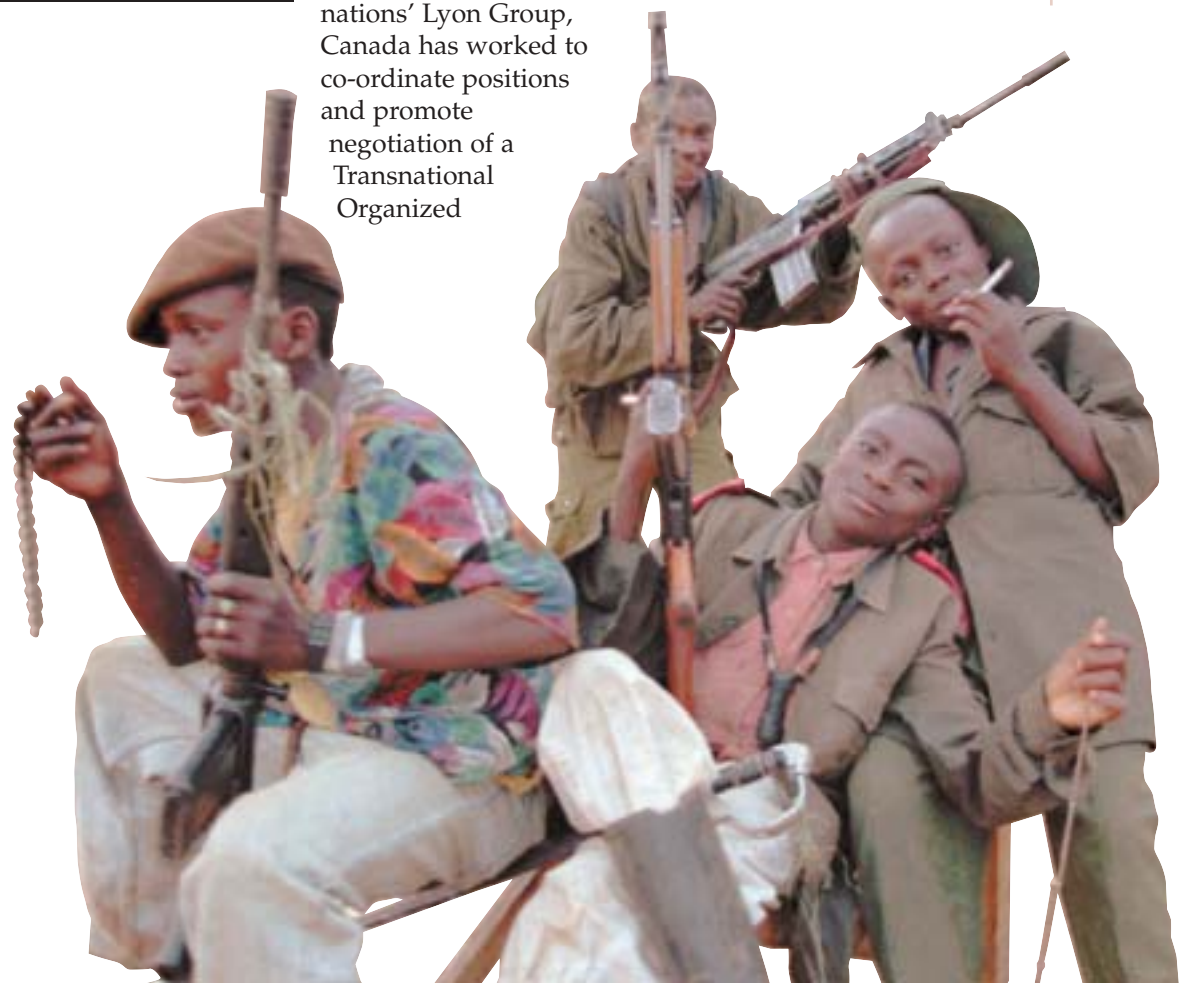 nations’ Lyon Group,
Canada has worked to
co-ordinate positions
and promote
negotiation of a
Transnational
Organized